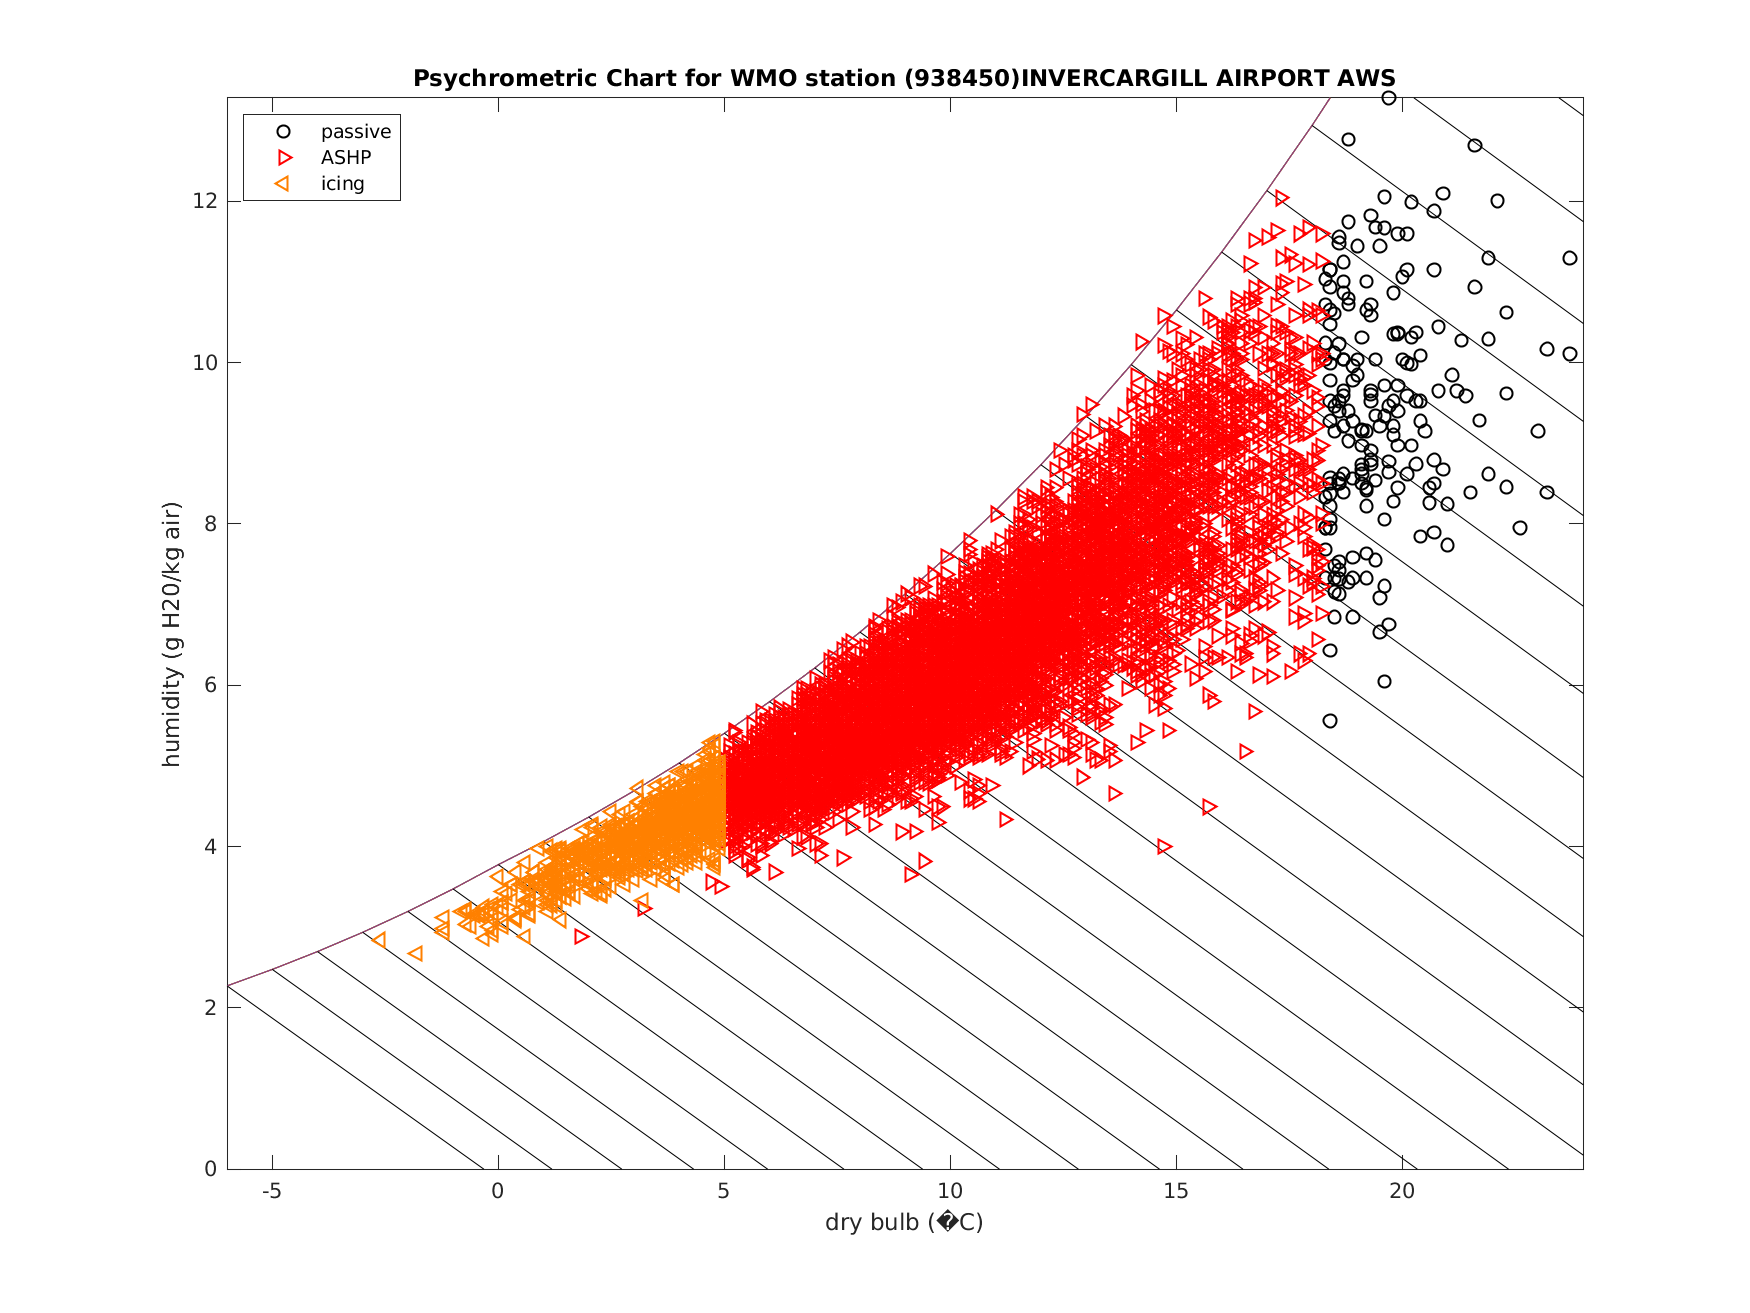 Psychrometric Chart for WMO station (938450)INVERCARGILL AIRPORT AWS
passive
ASHP
icing
humidity (g H20/kg air)
12
10
8
6
4
2
0
-5 0 5 10 15 20
dry bulb (�C)